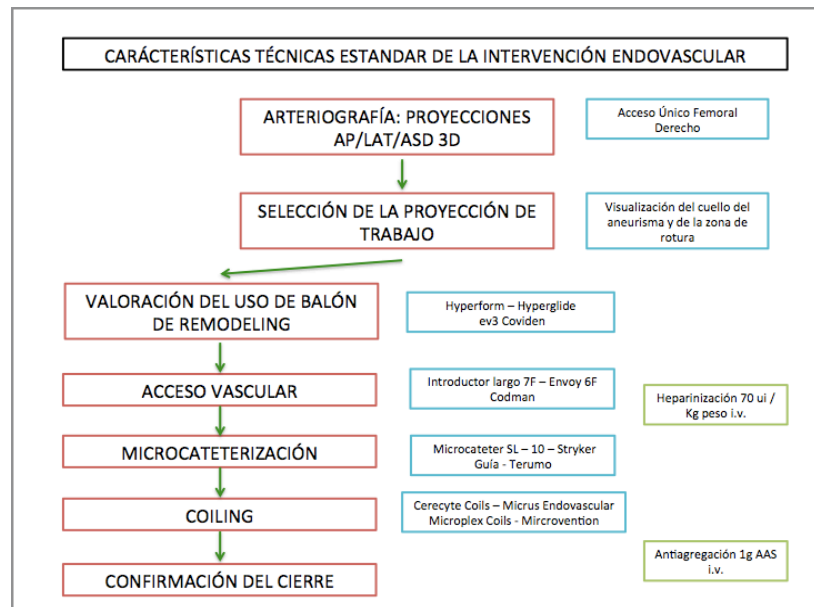 CARÁCTERÍSTICAS TÉCNICAS ESTANDAR DE LA INTERVENCIÓN ENDOVASCULAR
ARTERIOGRAFÍA: PROYECCIONES
AP/LAT/ASD 3D
Acceso Único Femoral
Derecho
SELECCIÓN DE LA PROYECCIÓN DE
TRABAJO
Visualización del cuello del
aneurisma y de la zona de
rotura
VALORACIÓN DEL USO DE BALÓN
DE REMODELING
Hyperform – Hyperglide
ev3 Coviden
ACCESO VASCULAR
Introductor largo 7F – Envoy 6F
Codman
Heparinización 70 ui /
Kg peso i.v.
MICROCATETERIZACIÓN
Microcateter SL – 10 – Stryker
Guía - Terumo
COILING
Cerecyte Coils – Micrus Endovascular
Microplex Coils - Mircrovention
Antiagregación 1g AAS
i.v.
CONFIRMACIÓN DEL CIERRE